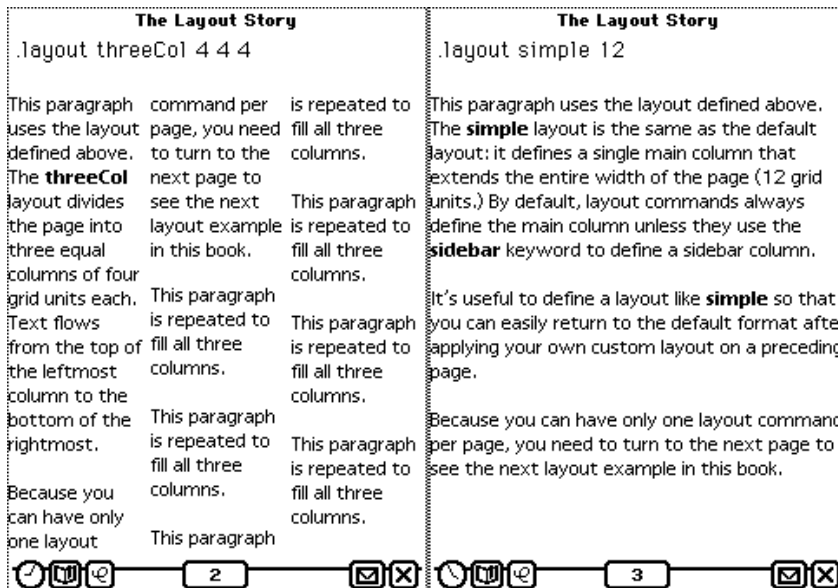 The Layout Story
.layout threeCol 4 4 4
This paragraph
uses the layout
defined above.
The threeCol
layout divides
the page into
three equal
columns of four
grid units each.
Text flows
from the top of
the leftmost
column to the
bottom of the
rightmost.
Because you
can have only
one layout
command per
page, you need
to turn to the
next page to
see the next
layout example
in this book.
This paragraph
is repeated to
fill all three
columns.
This paragraph
is repeated to
fill all three
columns.
This paragraph
is repeated to
fill all three
columns.
This paragraph
is repeated to
fill all three
columns.
This paragraph
is repeated to
fill all three
columns.
This paragraph
is repeated to
fill all three
columns.
2
The Layout Story
.layout simple 12
This paragraph uses the layout defined above.
The simple layout is the same as the default
layout: it defines a single main column that
extends the entire width of the page (12 grid
units.) By default, layout commands always
define the main column unless they use the
sidebar keyword to define a sidebar column.
It's useful to define a layout like simple so that
you can easily return to the default format afte
applying your own custom layout on a preceding
page.
Because you can have only one layout command
per page, you need to turn to the next page to
see the next layout example in this book.
3